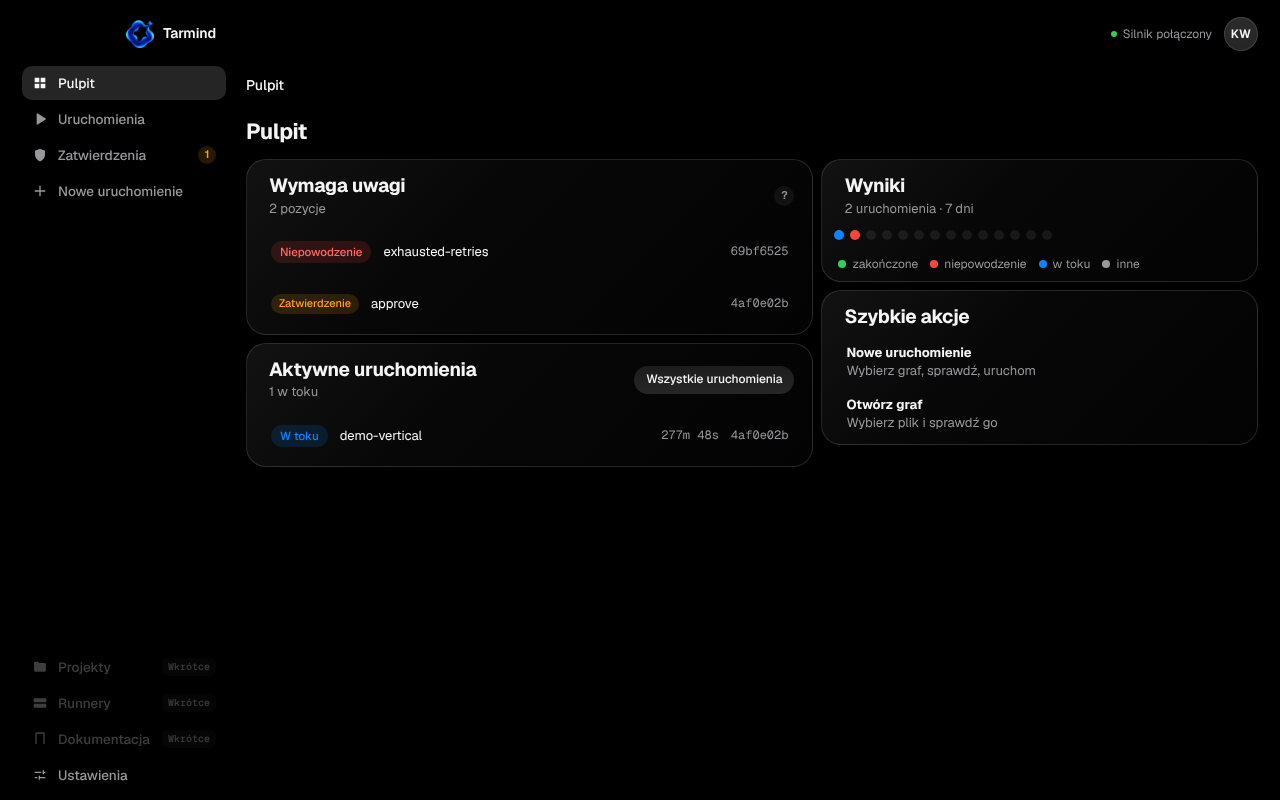 Tarmind
Silnik połączony
KW
Pulpit
Uruchomienia
Zatwierdzenia 1
Nowe uruchomienie
Projekty Wkrótce
Runnery Wkrótce
Dokumentacja Wkrótce
Ustawienia
Pulpit
Pulpit
Wymaga uwagi
2 pozycje
?
Niepowodzenie exhausted-retries 69bf6525
Zatwierdzenie approve 4af0e02b
Aktywne uruchomienia
1 w toku
Wszystkie uruchomienia
W toku demo-vertical 277m 48s 4af0e02b
Wyniki
2 uruchomienia · 7 dni
zakończone niepowodzenie w toku inne
Szybkie akcje
Nowe uruchomienie
Wybierz graf, sprawdź, uruchom
Otwórz graf
Wybierz plik i sprawdź go